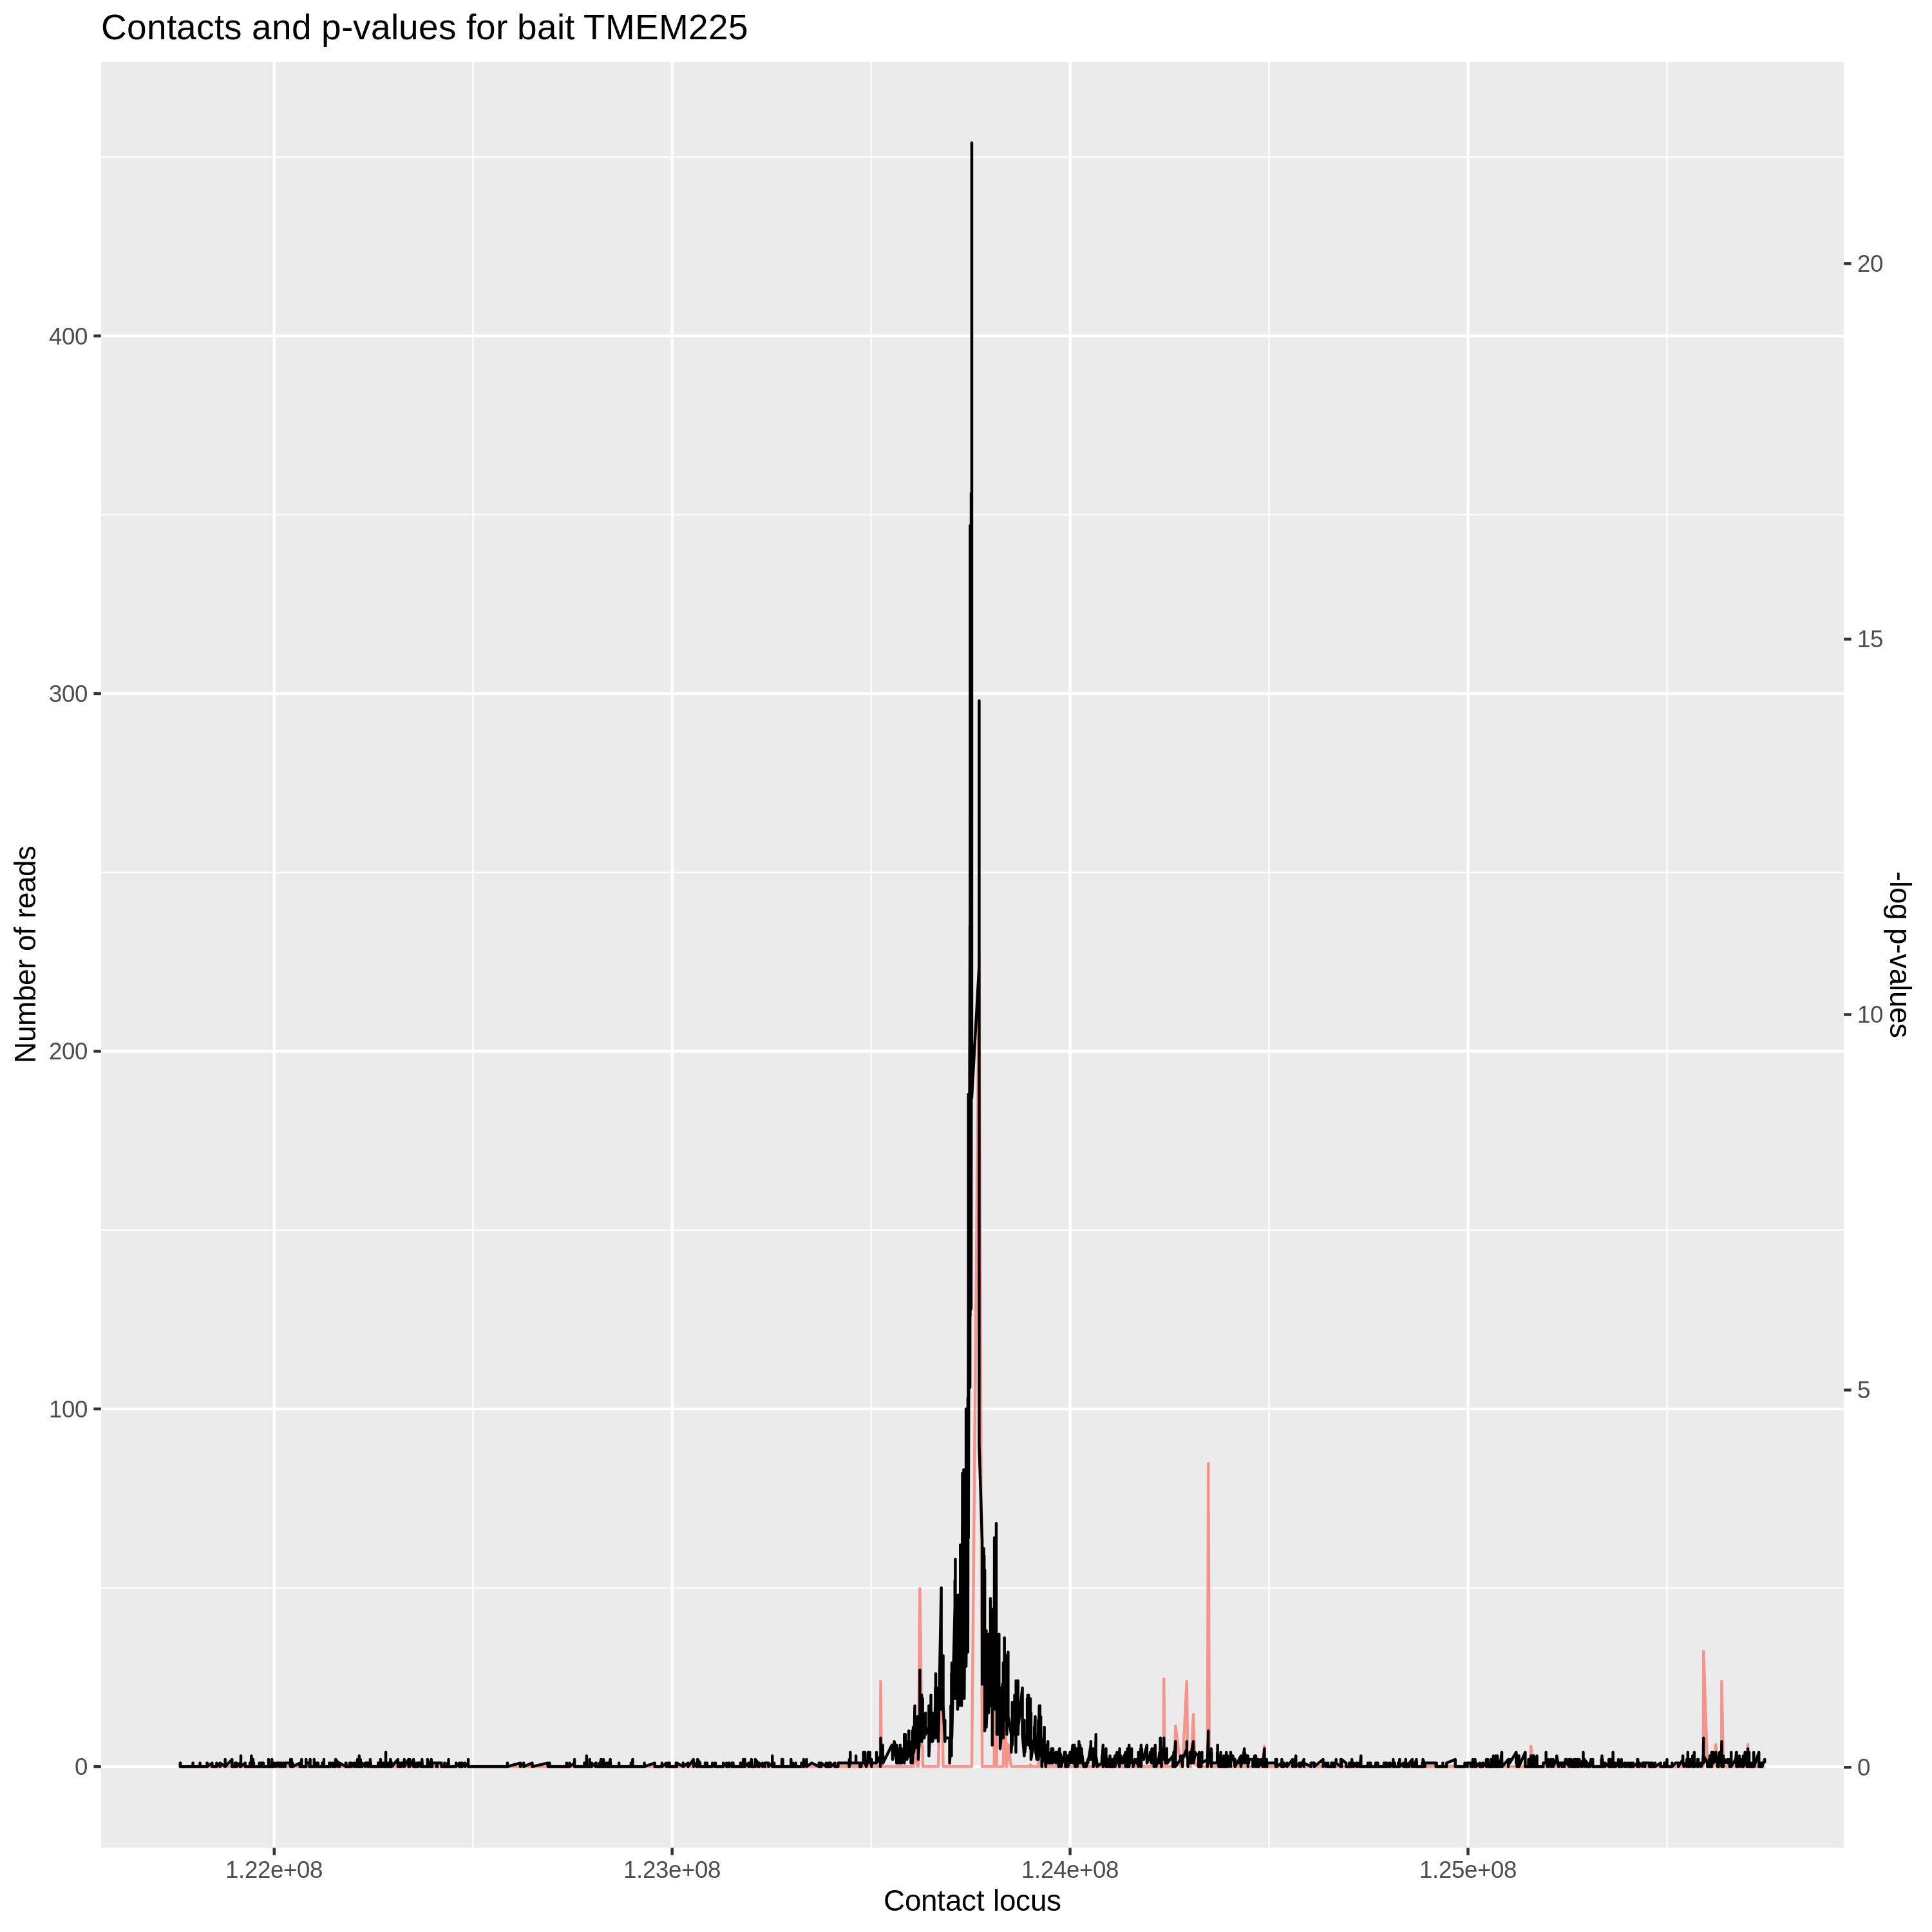 Contacts and p-values for bait TMEM225
Number of reads
400
300
200
100
0
20
15
10
5
0
-log p-values
1.22e+08 1.23e+08 1.24e+08 1.25e+08
Contact locus